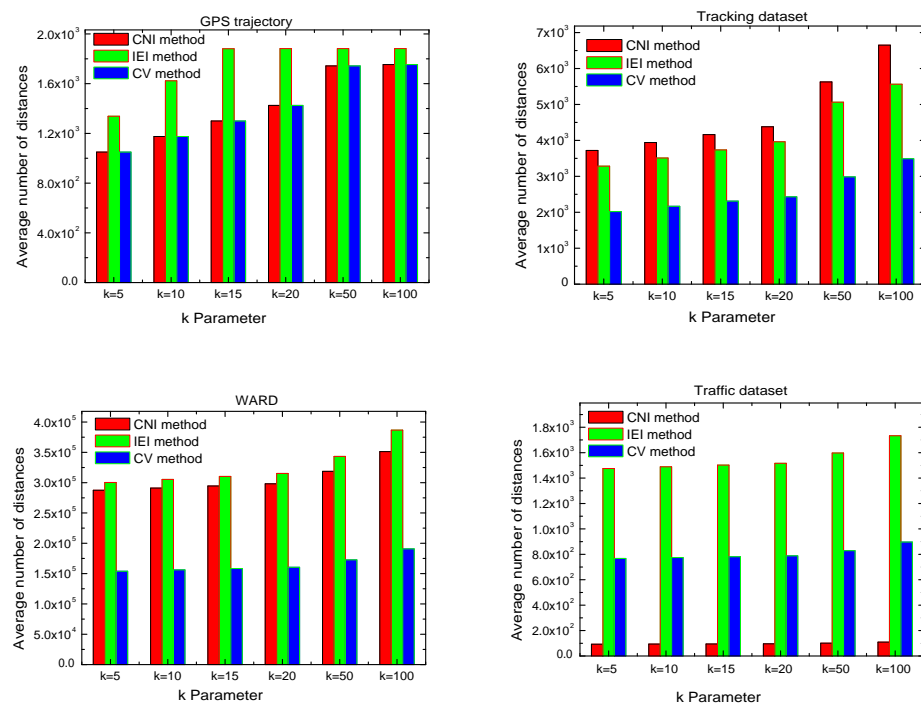 GPS trajectory
CNI method
IEI method
CV method
2.0x10³
1.6x10³
1.2x10³
8.0x10²
4.0x10²
0.0
Average number of distances
k=5 k=10 k=15 k=20 k=50 k=100
k Parameter
Tracking dataset
CNI method
IEI method
CV method
7x10³
6x10³
5x10³
4x10³
3x10³
2x10³
1x10³
0
Average number of distances
k=5 k=10 k=15 k=20 k=50 k=100
k Parameter
WARD
CNI method
IEI method
CV method
4.0x10⁵
3.5x10⁵
3.0x10⁵
2.5x10⁵
2.0x10⁵
1.5x10⁵
1.0x10⁵
5.0x10⁴
0.0
Average number of distances
k=5 k=10 k=15 k=20 k=50 k=100
k Parameter
Traffic dataset
CNI method
IEI method
CV method
1.8x10³
1.6x10³
1.4x10³
1.2x10³
1.0x10³
8.0x10²
6.0x10²
4.0x10²
2.0x10²
0.0
Average number of distances
k=5 k=10 k=15 k=20 k=50 k=100
k Parameter